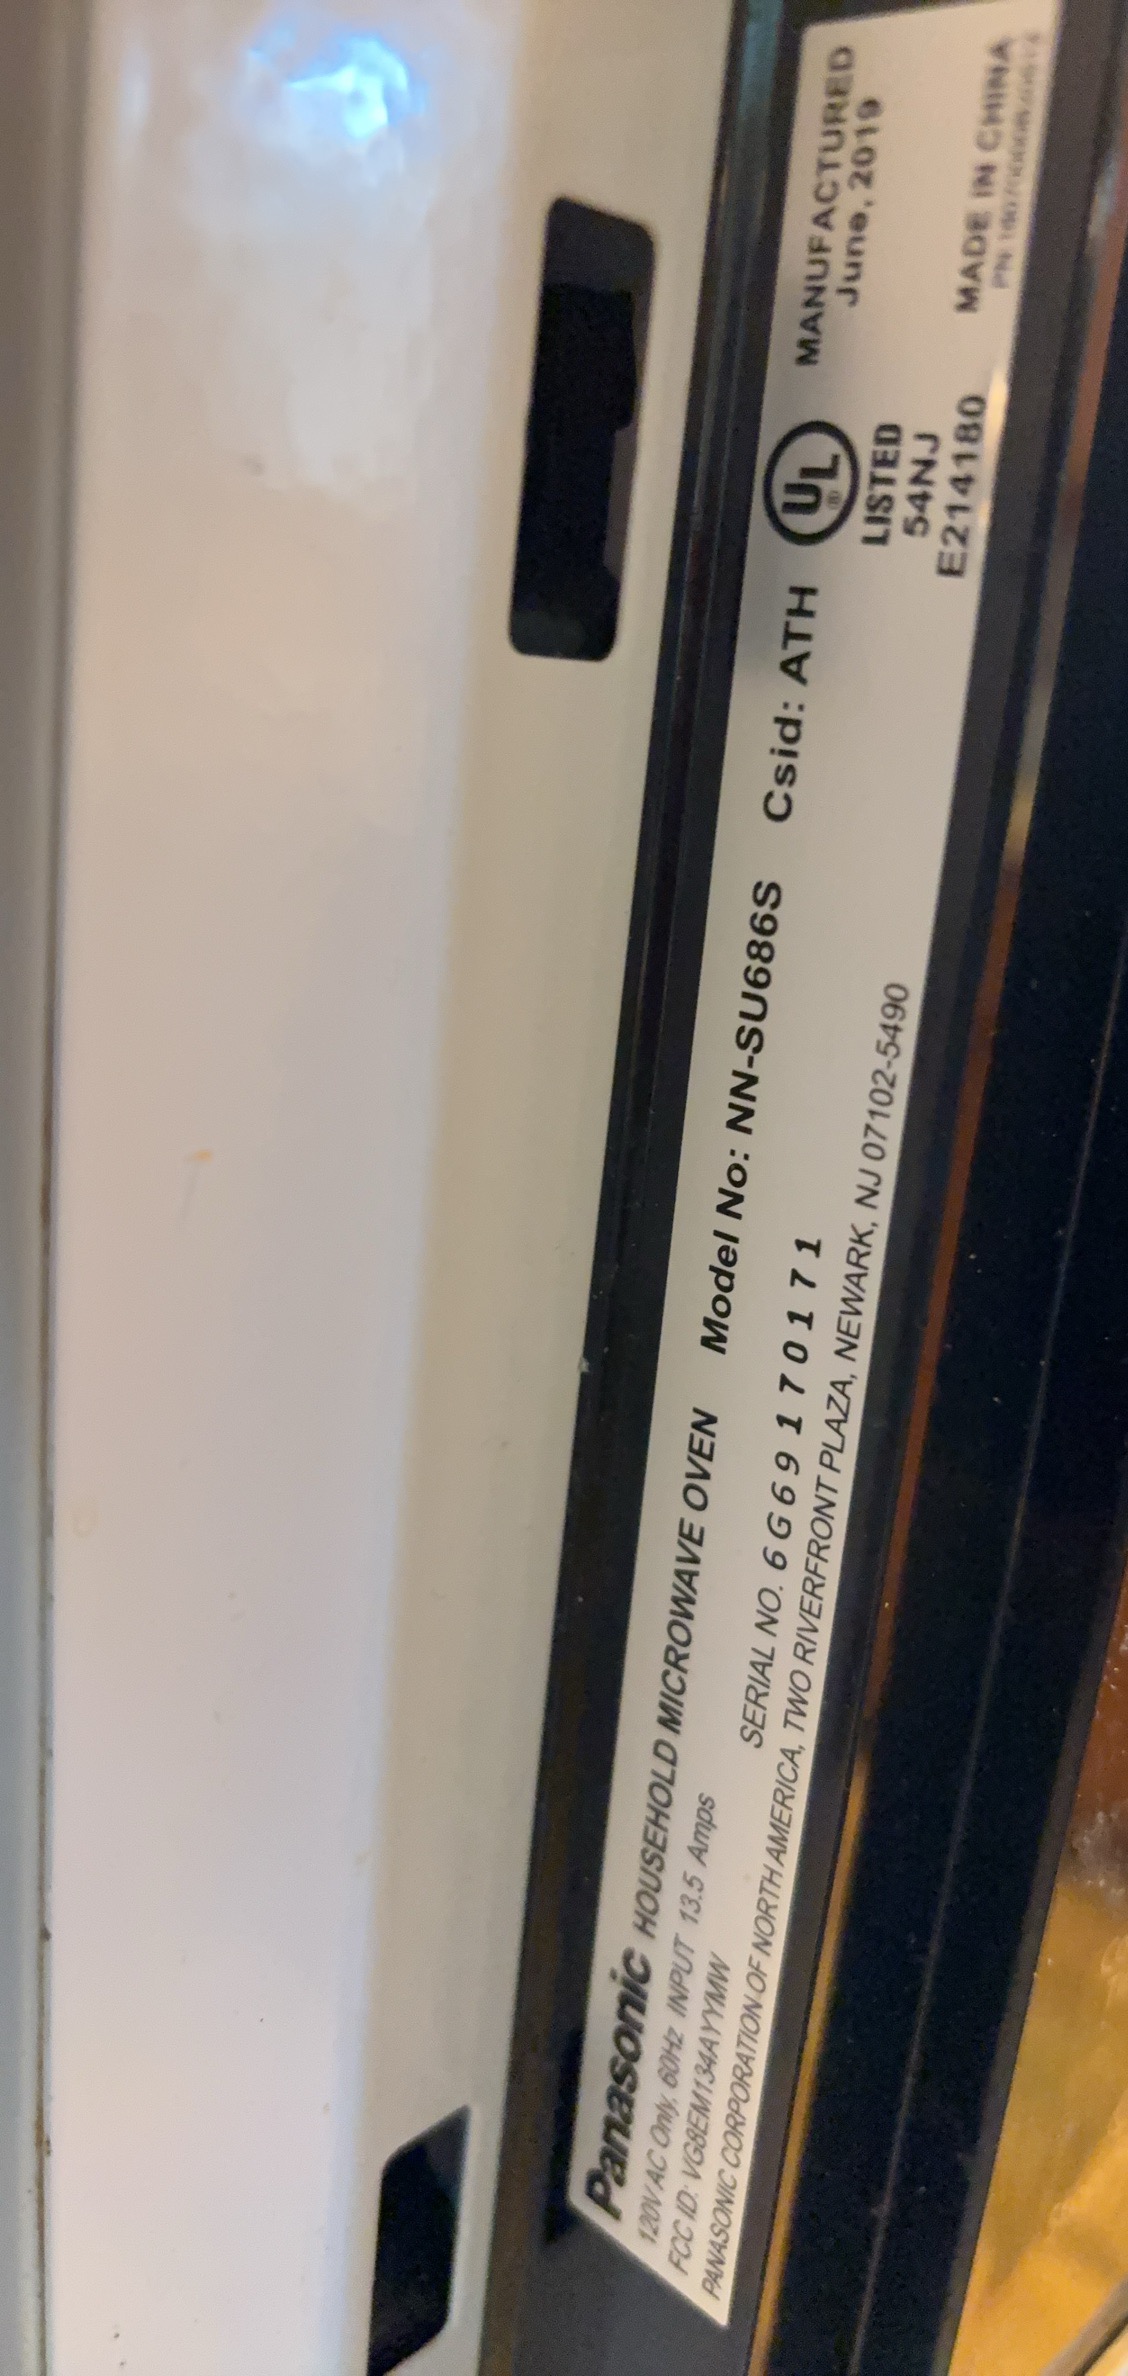 Panasonic HOUSEHOLD MICROWAVE OVEN Model No: NN-SU686S Csid: ATH
120V AC Only, 60Hz INPUT 13.5 Amps
FCC ID: VG8EM134AYYMW SERIAL NO. 6G69170171
PANASONIC CORPORATION OF NORTH AMERICA, TWO RIVERFRONT PLAZA, NEWARK, NJ 07102-5490
UL ®
LISTED
54NJ
E214180
MANUFACTURED
June, 2019
MADE IN CHINA
PN: